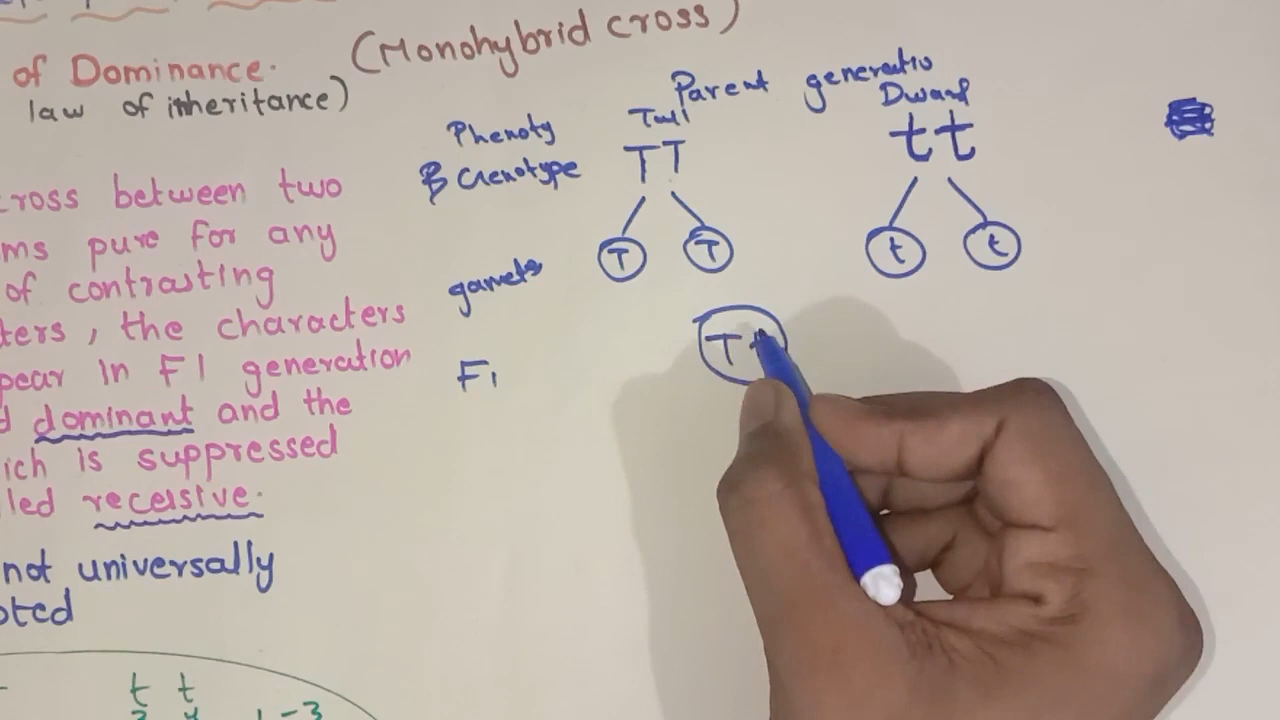 (Monohybrid cross)
of Dominance.
law of inheritance)
cross between two
ms pure for any
of contrasting
ters, the characters
pear in F1 generation
d dominant and the
ich is suppressed
led recessive.
not universally
pted
t t
1-3
Parent generatio
Phenoty Tall Dwarf
& Genotype TT tt
T T t t
gamets
F1 T